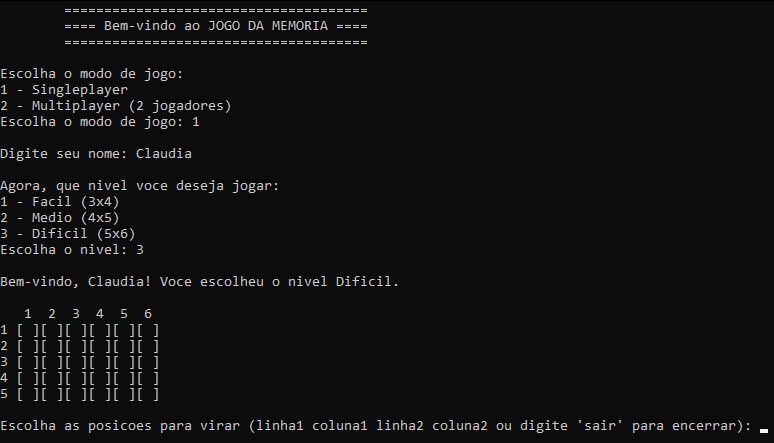 ======================================
==== Bem-vindo ao JOGO DA MEMORIA ====
======================================
Escolha o modo de jogo:
1 - Singleplayer
2 - Multiplayer (2 jogadores)
Escolha o modo de jogo: 1
Digite seu nome: Claudia
Agora, que nivel voce deseja jogar:
1 - Facil (3x4)
2 - Medio (4x5)
3 - Dificil (5x6)
Escolha o nivel: 3
Bem-vindo, Claudia! Voce escolheu o nivel Dificil.
1 2 3 4 5 6
1 [ ][ ][ ][ ][ ][ ]
2 [ ][ ][ ][ ][ ][ ]
3 [ ][ ][ ][ ][ ][ ]
4 [ ][ ][ ][ ][ ][ ]
5 [ ][ ][ ][ ][ ][ ]
Escolha as posicoes para virar (linha1 coluna1 linha2 coluna2 ou digite 'sair' para encerrar):